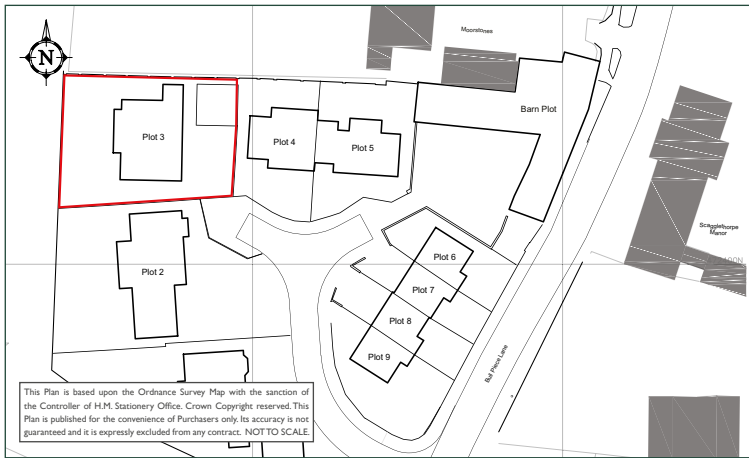 Moorstones
N
Barn Plot
Plot 3
Plot 4
Plot 5
Scagglethorpe
Manor
Plot 6
Plot 2
Plot 7
Plot 8
Plot 9
Bull Piece Lane
This Plan is based upon the Ordnance Survey Map with the sanction of
the Controller of H.M. Stationery Office. Crown Copyright reserved. This
Plan is published for the convenience of Purchasers only. Its accuracy is not
guaranteed and it is expressly excluded from any contract. NOT TO SCALE.